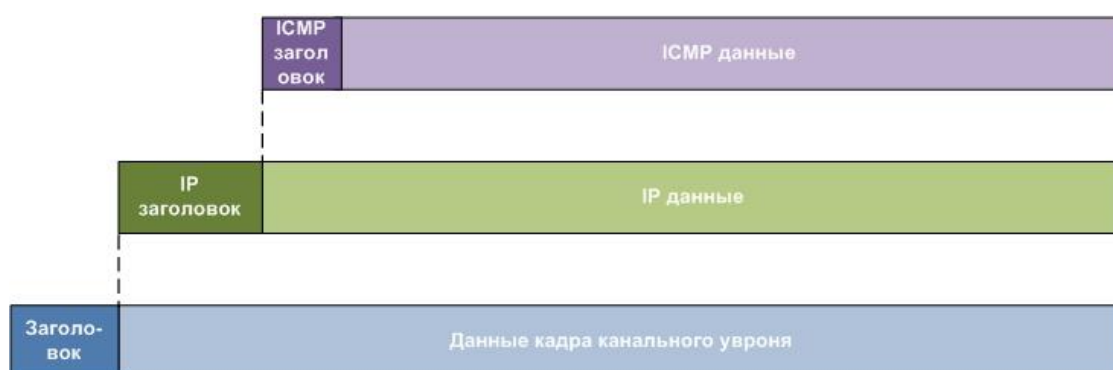 ICMP
загол
овок
ICMP данные
IP
заголовок
IP данные
Заголо-
вок
Данные кадра канального увроня